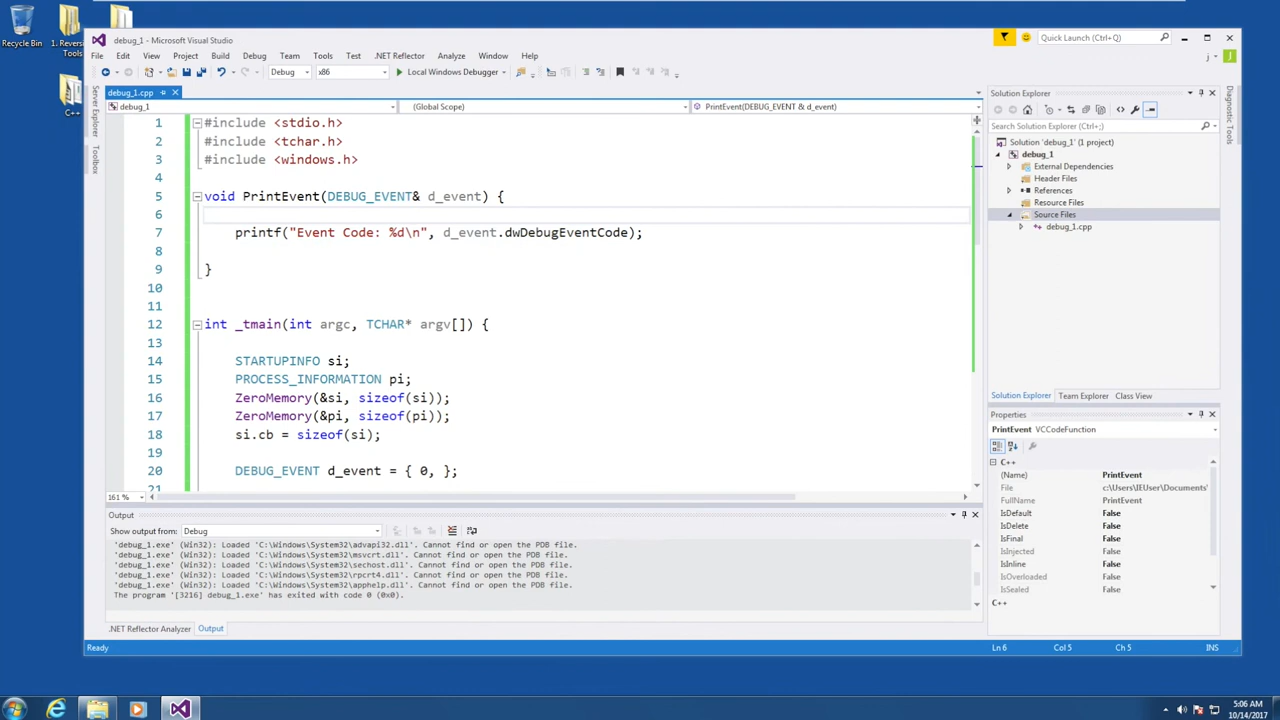 Recycle Bin
1. Reversi
Tools
C++
debug_1 - Microsoft Visual Studio
Quick Launch (Ctrl+Q)
File Edit View Project Build Debug Team Tools Test .NET Reflector Analyze Window Help
j
J
Debug x86 Local Windows Debugger
Server Explorer
Toolbox
debug_1.cpp
debug_1 (Global Scope) PrintEvent(DEBUG_EVENT & d_event)
1 #include <stdio.h>
2 #include <tchar.h>
3 #include <windows.h>
4
5 void PrintEvent(DEBUG_EVENT& d_event) {
6
7 printf("Event Code: %d\n", d_event.dwDebugEventCode);
8
9 }
10
11
12 int _tmain(int argc, TCHAR* argv[]) {
13
14 STARTUPINFO si;
15 PROCESS_INFORMATION pi;
16 ZeroMemory(&si, sizeof(si));
17 ZeroMemory(&pi, sizeof(pi));
18 si.cb = sizeof(si);
19
20 DEBUG_EVENT d_event = { 0, };
21
161 %
Output
Show output from: Debug
'debug_1.exe' (Win32): Loaded 'C:\Windows\System32\advapi32.dll'. Cannot find or open the PDB file.
'debug_1.exe' (Win32): Loaded 'C:\Windows\System32\msvcrt.dll'. Cannot find or open the PDB file.
'debug_1.exe' (Win32): Loaded 'C:\Windows\System32\sechost.dll'. Cannot find or open the PDB file.
'debug_1.exe' (Win32): Loaded 'C:\Windows\System32\rpcrt4.dll'. Cannot find or open the PDB file.
'debug_1.exe' (Win32): Loaded 'C:\Windows\System32\apphelp.dll'. Cannot find or open the PDB file.
The program '[3216] debug_1.exe' has exited with code 0 (0x0).
.NET Reflector Analyzer Output
Solution Explorer
Search Solution Explorer (Ctrl+;)
Solution 'debug_1' (1 project)
debug_1
External Dependencies
Header Files
References
Resource Files
Source Files
debug_1.cpp
Solution Explorer Team Explorer Class View
Diagnostic Tools
Properties
PrintEvent VCCodeFunction
C++
(Name) PrintEvent
File c:\Users\IEUser\Documents'
FullName PrintEvent
IsDefault False
IsDelete False
IsFinal False
IsInjected False
IsInline False
IsOverloaded False
IsSealed False
C++
Ready Ln 6 Col 5 Ch 5 INS
5:06 AM
10/14/2017